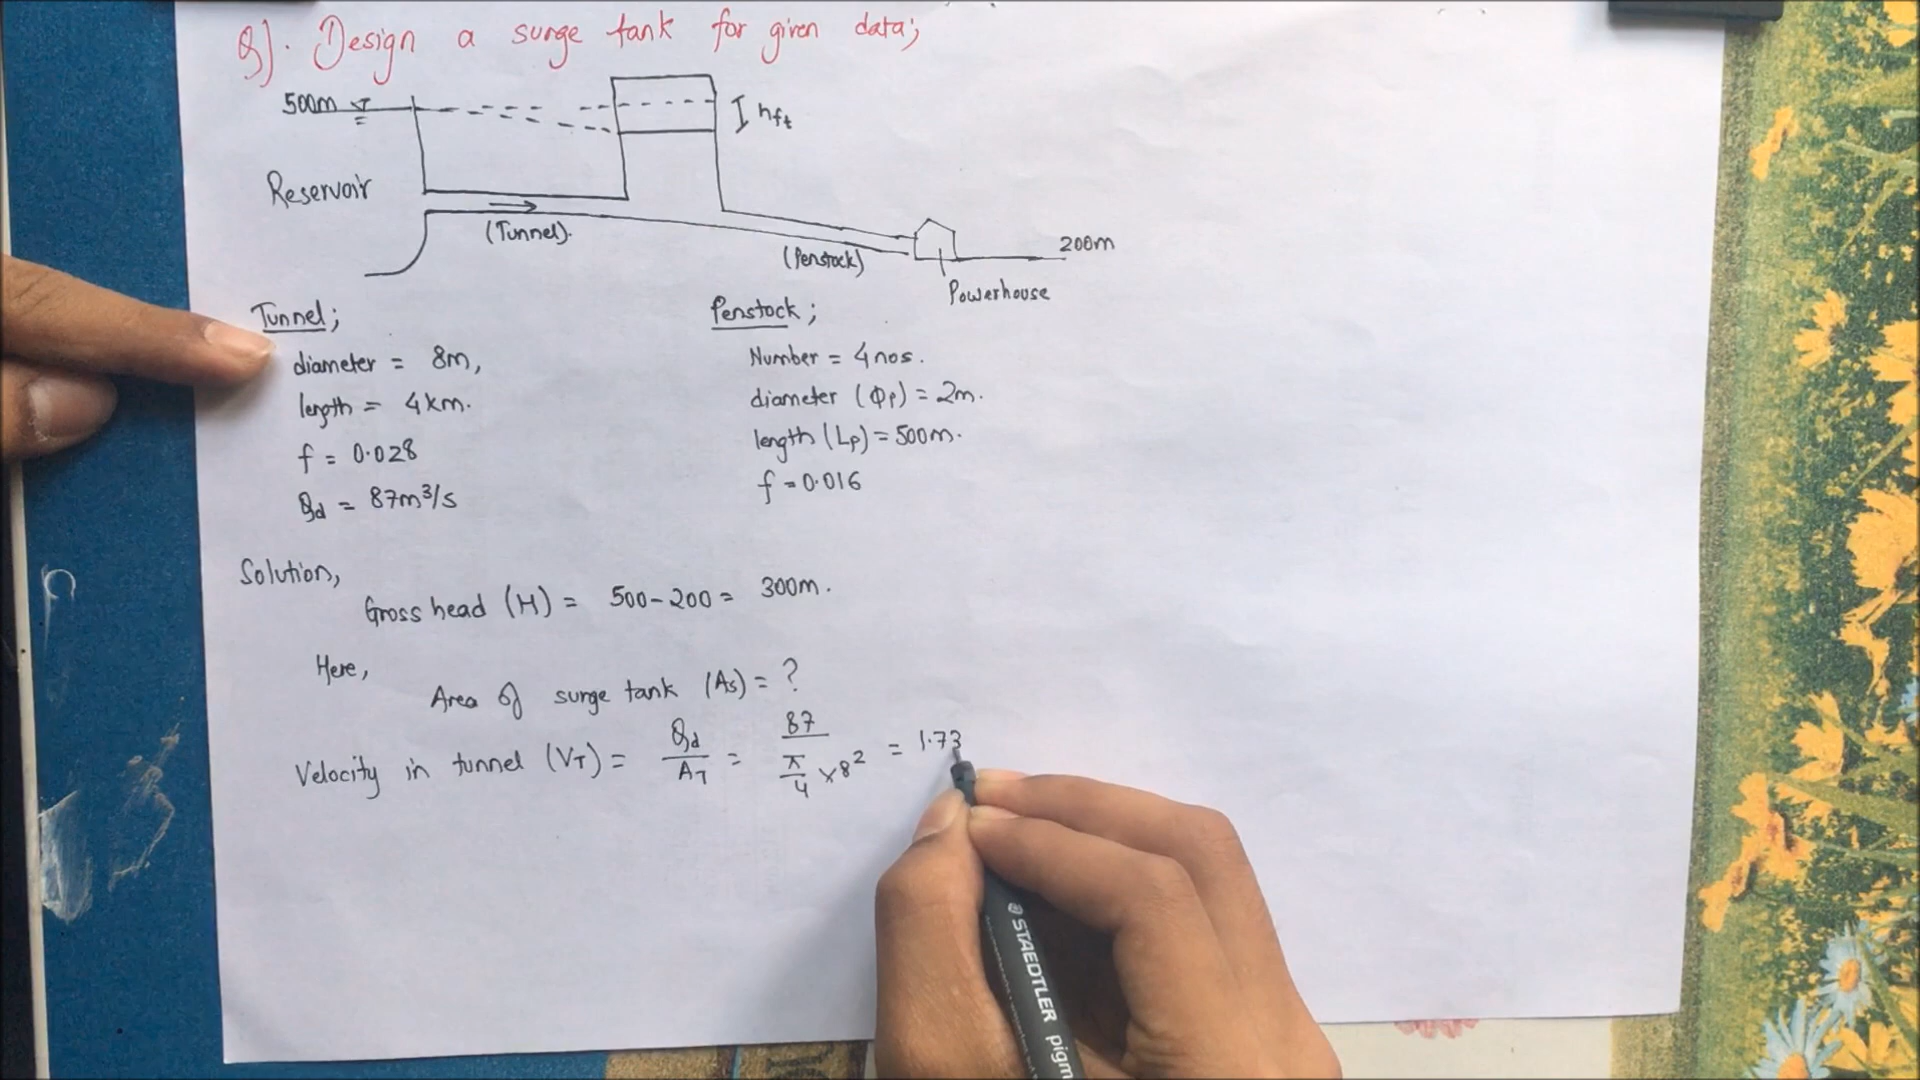 Q). Design a surge tank for given data;
500m
hft
Reservoir
(Tunnel).
(Penstock)
200m
Powerhouse
Tunnel;
diameter = 8m,
length = 4km.
f = 0.028
Qd = 87m³/s
Penstock;
Number = 4nos.
diameter (ΦP) = 2m.
length (Lp) = 500m.
f = 0.016
Solution,
Gross head (H) = 500-200 = 300m.
Here,
Area of surge tank (As) = ?
Velocity in tunnel (VT) = Qd/AT = 87/(π/4 × 8²) = 1.73
STAEDTLER pigm